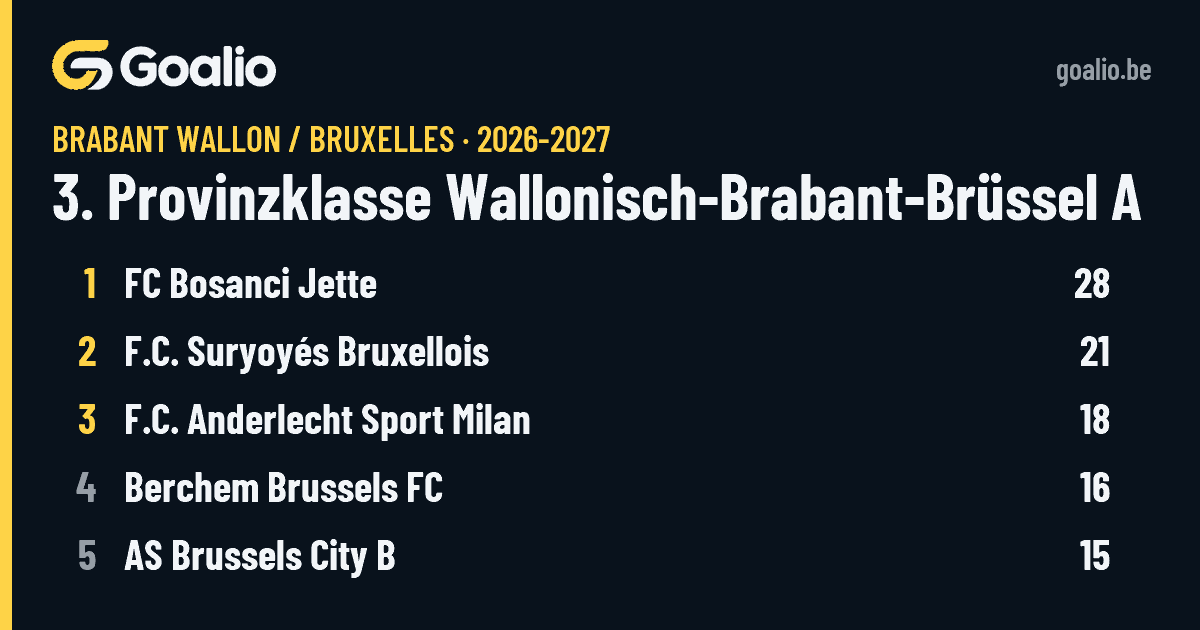 Goalio
goalio.be
BRABANT WALLON / BRUXELLES · 2026-2027
3. Provinzklasse Wallonisch-Brabant-Brüssel A
1 FC Bosanci Jette 28
2 F.C. Suryoyés Bruxellois 21
3 F.C. Anderlecht Sport Milan 18
4 Berchem Brussels FC 16
5 AS Brussels City B 15